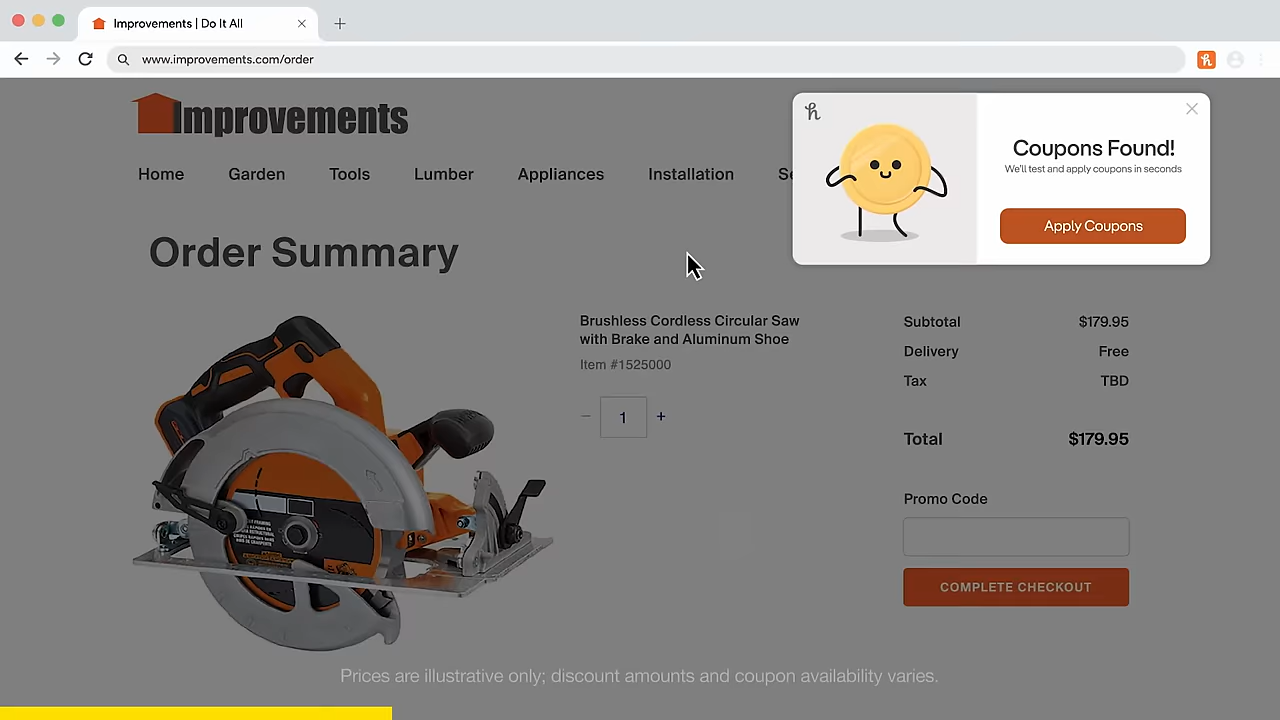 Improvements | Do It All
www.improvements.com/order
Improvements
Home Garden Tools Lumber Appliances Installation Se
Coupons Found!
We'll test and apply coupons in seconds
Apply Coupons
Order Summary
Brushless Cordless Circular Saw
with Brake and Aluminum Shoe
Item #1525000
− 1 +
Subtotal $179.95
Delivery Free
Tax TBD
Total $179.95
Promo Code
COMPLETE CHECKOUT
Prices are illustrative only; discount amounts and coupon availability varies.